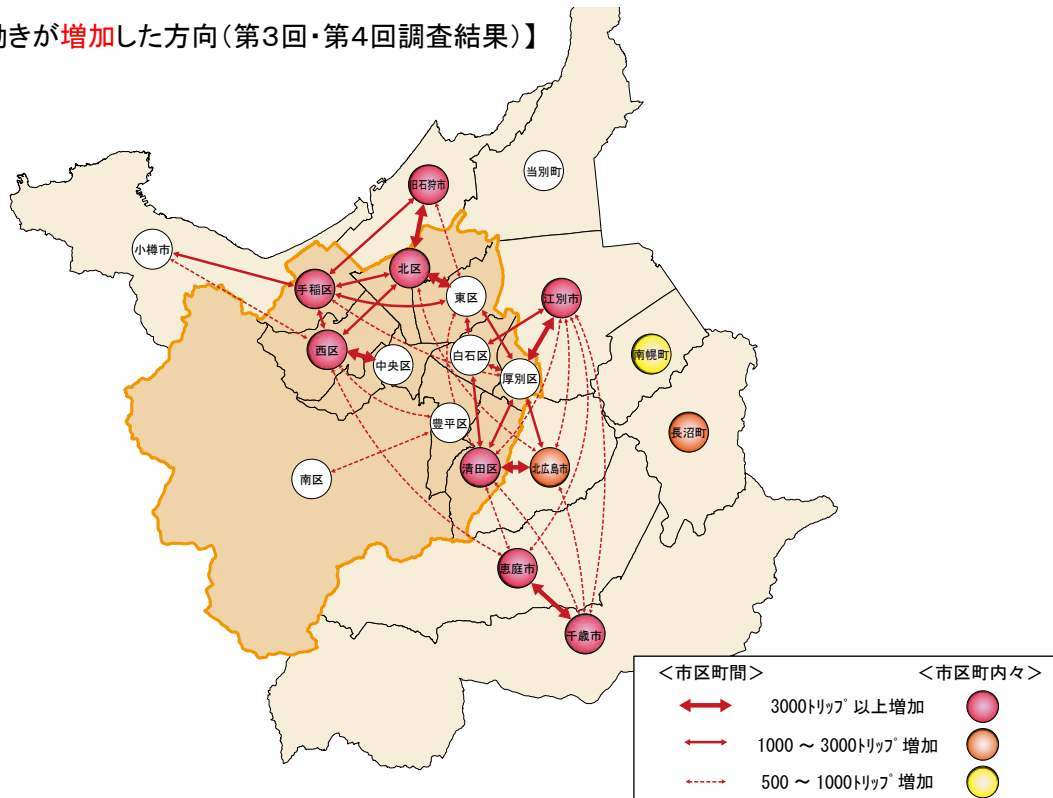 動きが増加した方向(第3回・第4回調査結果)】
当別町
旧石狩市
小樽市
北区
手稲区
東区
江別市
西区
白石区
南幌町
中央区
厚別区
豊平区
長沼町
清田区
北広島市
南区
恵庭市
千歳市
<市区町間> <市区町内々>
3000トリップ以上増加
1000 ~ 3000トリップ増加
500 ~ 1000トリップ増加